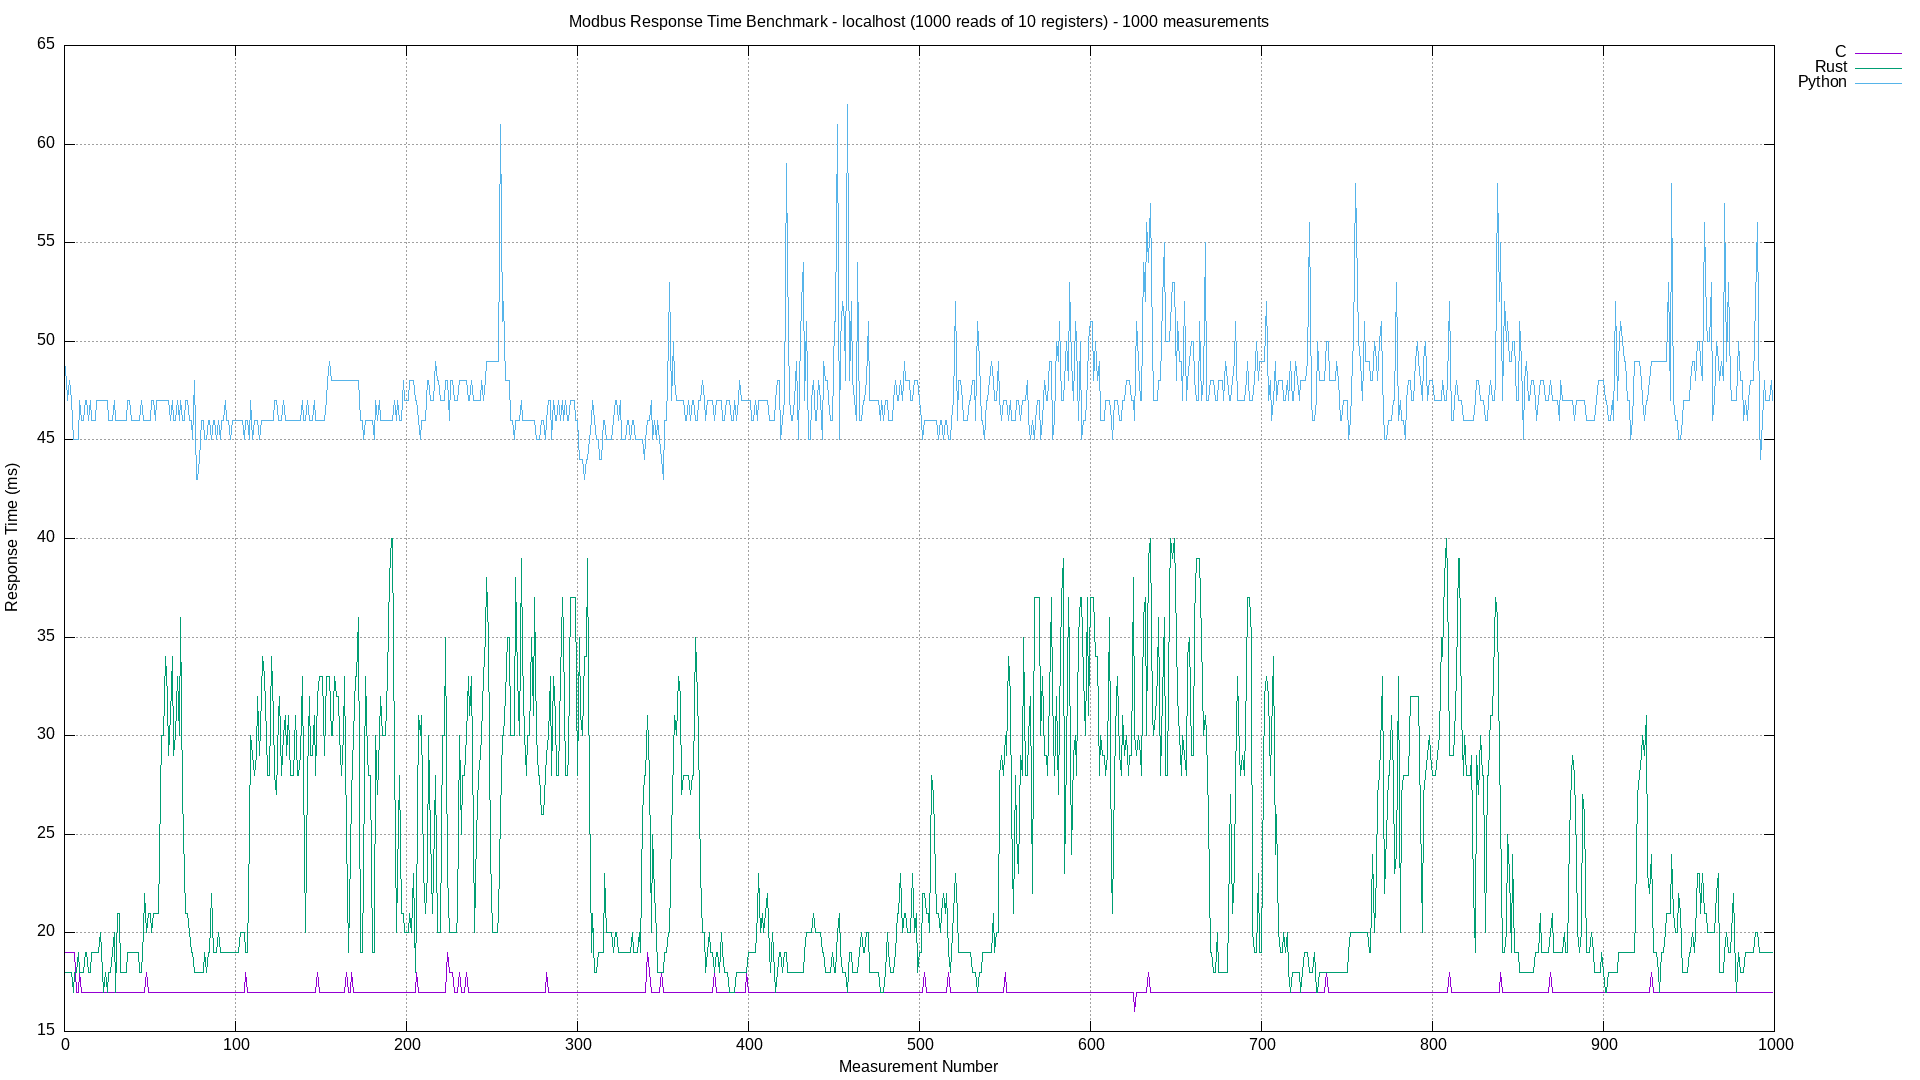 Modbus Response Time Benchmark - localhost (1000 reads of 10 registers) - 1000 measurements
C
Rust
Python
65
60
55
50
45
40
35
30
25
20
15
Response Time (ms)
0 100 200 300 400 500 600 700 800 900 1000
Measurement Number